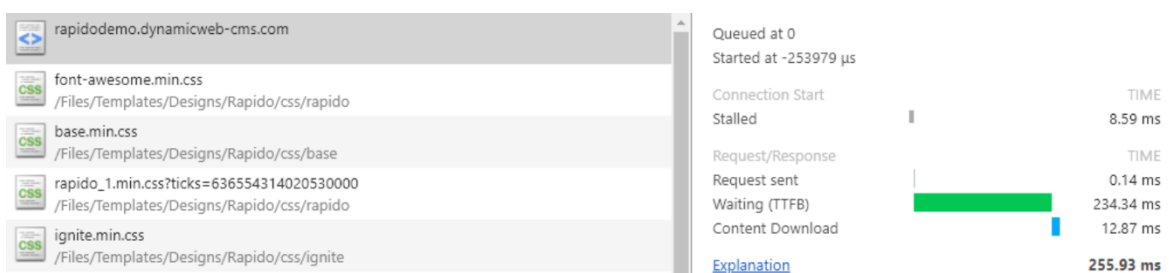 rapidodemo.dynamicweb-cms.com
font-awesome.min.css
/Files/Templates/Designs/Rapido/css/rapido
base.min.css
/Files/Templates/Designs/Rapido/css/base
rapido_1.min.css?ticks=636554314020530000
/Files/Templates/Designs/Rapido/css/rapido
ignite.min.css
/Files/Templates/Designs/Rapido/css/ignite
Queued at 0
Started at -253979 µs
Connection Start TIME
Stalled 8.59 ms
Request/Response TIME
Request sent 0.14 ms
Waiting (TTFB) 234.34 ms
Content Download 12.87 ms
Explanation 255.93 ms